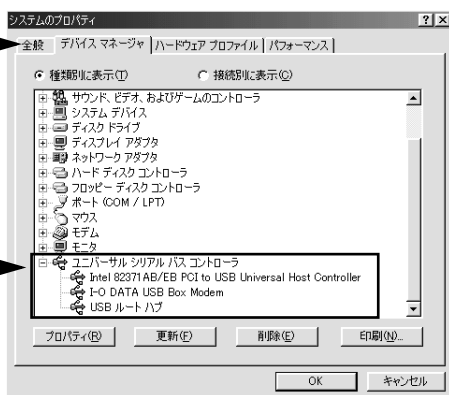 システムのプロパティ
全般 デバイス マネージャ ハードウェア プロファイル パフォーマンス
種類別に表示(T) 接続別に表示(C)
サウンド、ビデオ、およびゲームのコントローラ
システム デバイス
ディスク ドライブ
ディスプレイ アダプタ
ネットワーク アダプタ
ハード ディスク コントローラ
フロッピー ディスク コントローラ
ポート (COM / LPT)
マウス
モデム
モニタ
ユニバーサル シリアル バス コントローラ
Intel 82371AB/EB PCI to USB Universal Host Controller
I-O DATA USB Box Modem
USB ルート ハブ
プロパティ(R) 更新(F) 削除(E) 印刷(N)...
OK キャンセル